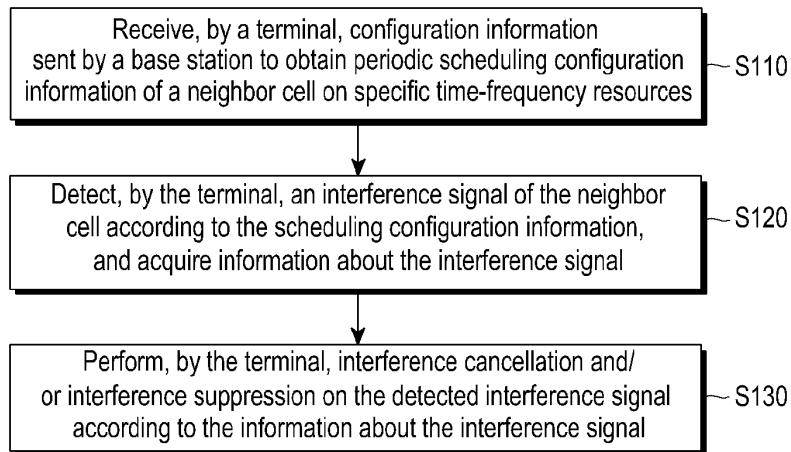 Receive, by a terminal, configuration information
sent by a base station to obtain periodic scheduling configuration
information of a neighbor cell on specific time-frequency resources
S110
Detect, by the terminal, an interference signal of the neighbor
cell according to the scheduling configuration information,
and acquire information about the interference signal
S120
Perform, by the terminal, interference cancellation and/
or interference suppression on the detected interference signal
according to the information about the interference signal
S130